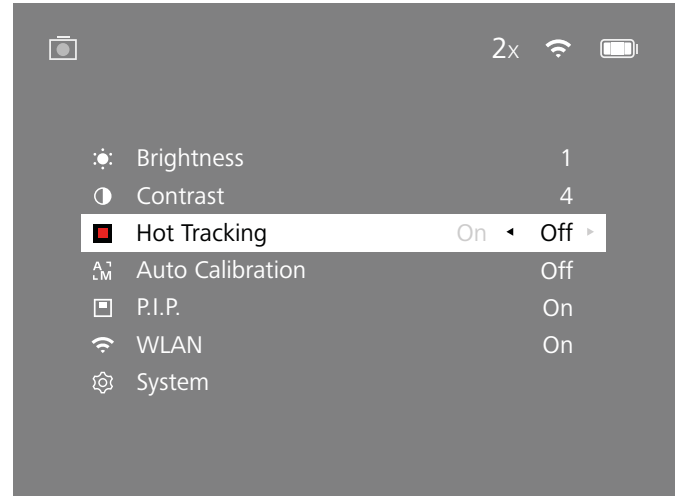 2x
Brightness 1
Contrast 4
Hot Tracking On Off
Auto Calibration Off
P.I.P. On
WLAN On
System